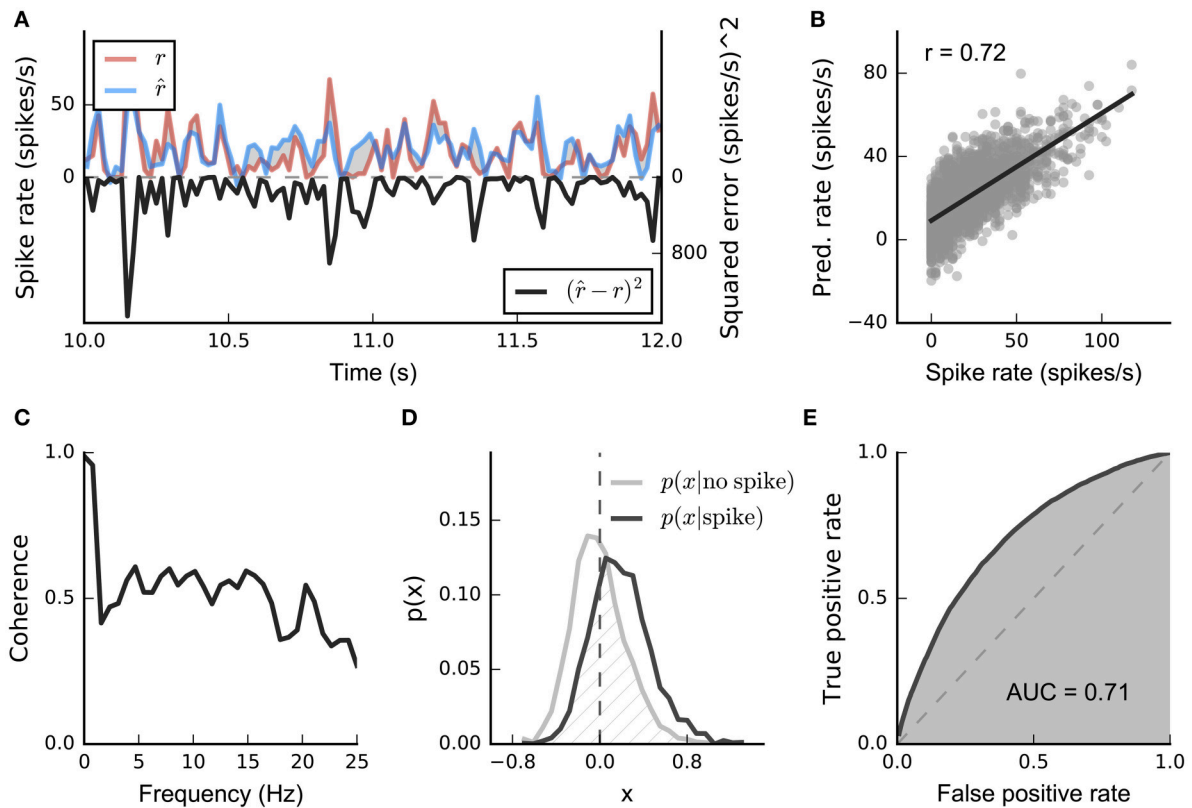 A
Spike rate (spikes/s)
50
0
r
r̂
(r̂ − r)²
0
800
Squared error (spikes/s)^2
10.0 10.5 11.0 11.5 12.0
Time (s)
B
r = 0.72
Pred. rate (spikes/s)
80
40
0
−40
0 50 100
Spike rate (spikes/s)
C
Coherence
1.0
0.5
0.0
0 5 10 15 20 25
Frequency (Hz)
D
p(x|no spike)
p(x|spike)
p(x)
0.15
0.10
0.05
0.00
−0.8 0.0 0.8
x
E
True positive rate
1.0
0.5
0.0
AUC = 0.71
0.0 0.5 1.0
False positive rate